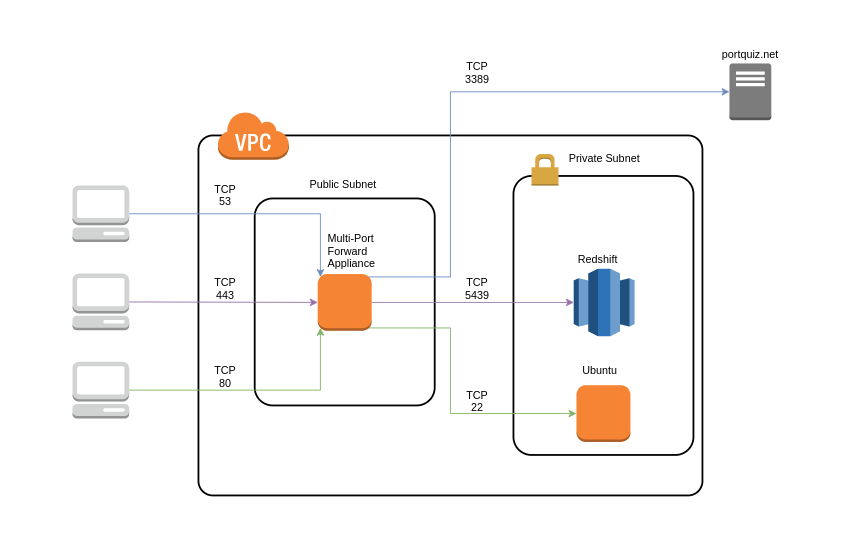 portquiz.net
TCP
3389
VPC
Private Subnet
Public Subnet
TCP
53
Multi-Port
Forward
Appliance
Redshift
TCP
443
TCP
5439
TCP
80
Ubuntu
TCP
22